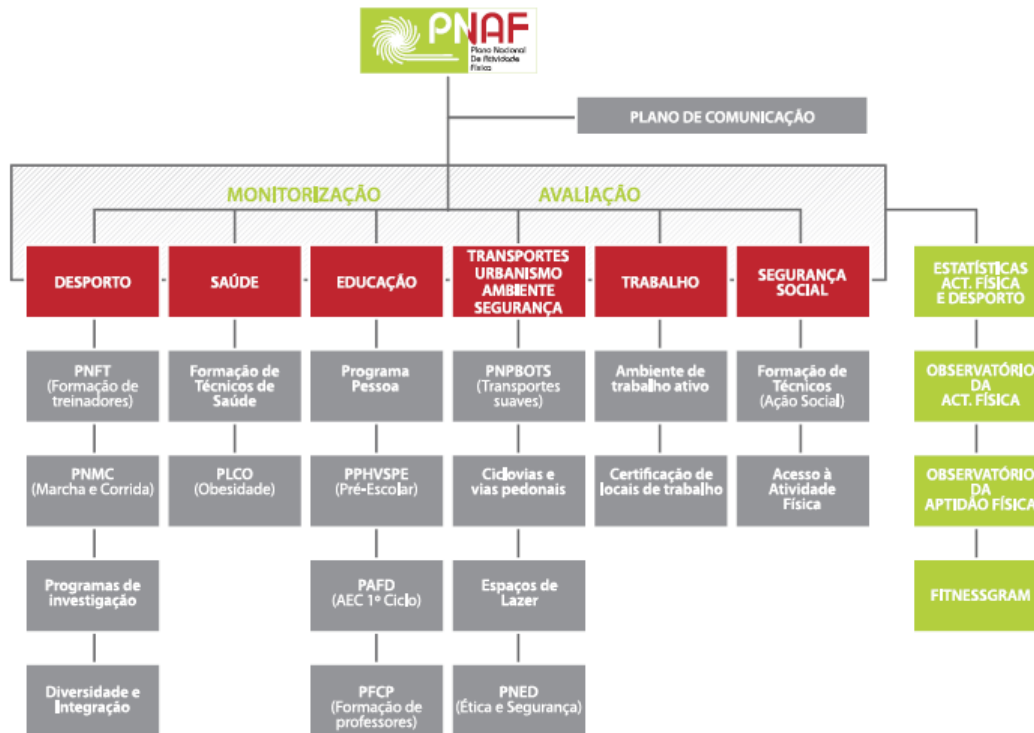 PNAF
Plano Nacional
De Atividade
Física
PLANO DE COMUNICAÇÃO
MONITORIZAÇÃO
AVALIAÇÃO
DESPORTO
SAÚDE
EDUCAÇÃO
TRANSPORTES
URBANISMO
AMBIENTE
SEGURANÇA
TRABALHO
SEGURANÇA
SOCIAL
ESTATÍSTICAS
ACT. FÍSICA
E DESPORTO
PNFT
(Formação de
treinadores)
Formação de
Técnicos de
Saúde
Programa
Pessoa
PNPBOTS
(Transportes
suaves)
Ambiente de
trabalho ativo
Formação de
Técnicos
(Ação Social)
OBSERVATÓRIO
DA
ACT. FÍSICA
PNMC
(Marcha e Corrida)
PLCO
(Obesidade)
PPHVSPE
(Pré-Escolar)
Ciclovias e
vias pedonais
Certificação de
locais de trabalho
Acesso à
Atividade
Física
OBSERVATÓRIO
DA
APTIDÃO FÍSICA
Programas de
investigação
PAFD
(AEC 1º Ciclo)
Espaços de
Lazer
FITNESSGRAM
Diversidade e
Integração
PFCP
(Formação de
professores)
PNED
(Ética e Segurança)